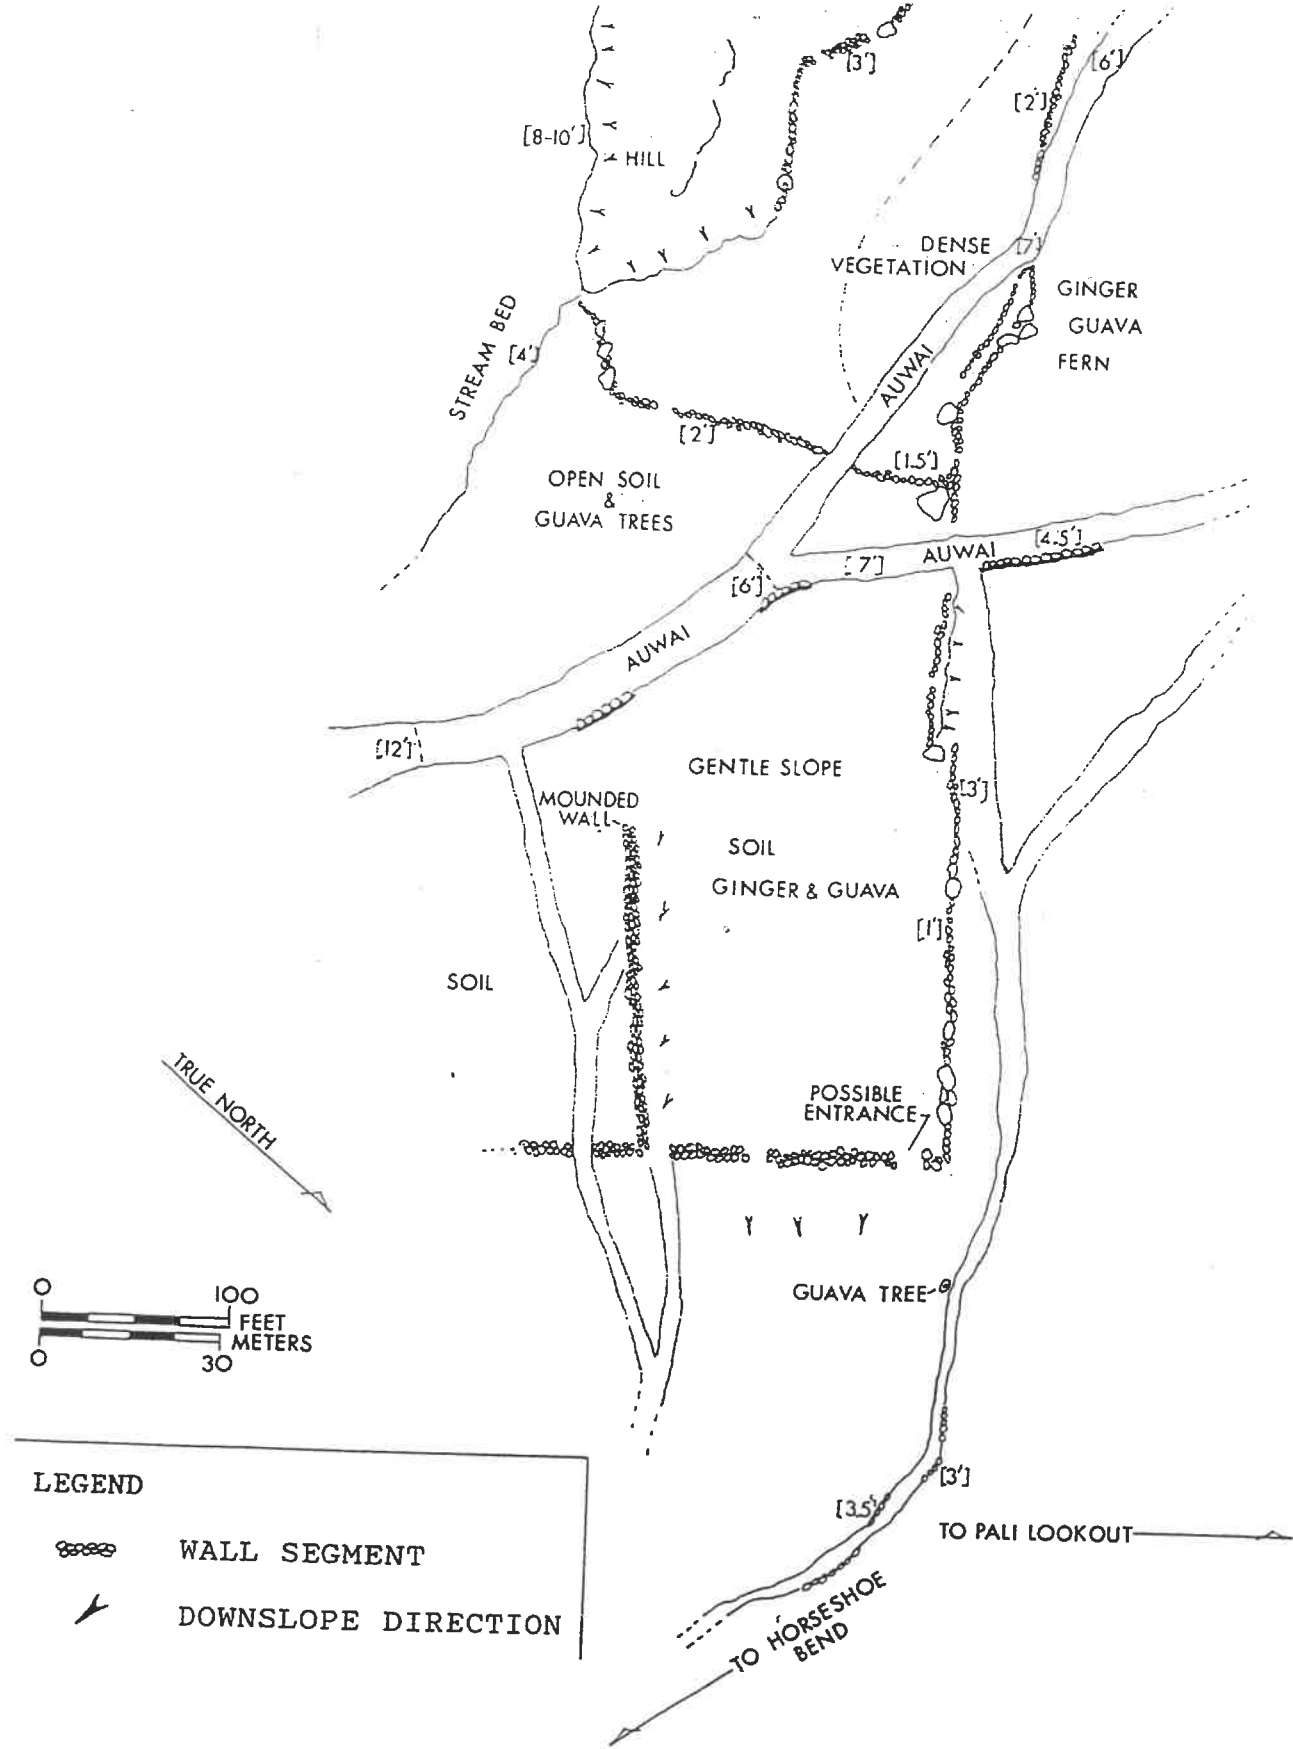 [3']
[6']
[2']
[8-10']
HILL
DENSE
VEGETATION
[7']
GINGER
GUAVA
FERN
STREAM BED
[4']
AUWAI
[2']
[1.5']
OPEN SOIL
&
GUAVA TREES
[4.5']
AUWAI
[7']
[6']
AUWAI
[12']
GENTLE SLOPE
[3']
MOUNDED
WALL
SOIL
GINGER & GUAVA
[1']
SOIL
TRUE NORTH
POSSIBLE
ENTRANCE
GUAVA TREE
0 100
FEET
METERS
0 30
[3']
[3.5']
TO PALI LOOKOUT
TO HORSESHOE
BEND
LEGEND
WALL SEGMENT
DOWNSLOPE DIRECTION